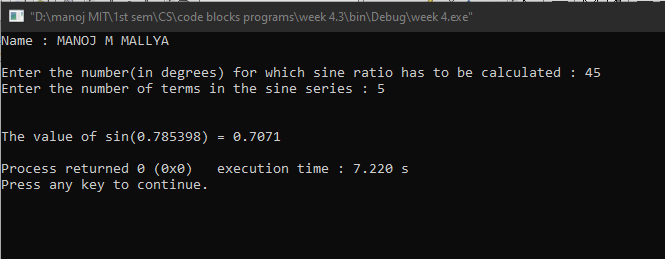 "D:\manoj MIT\1st sem\CS\code blocks programs\week 4.3\bin\Debug\week 4.exe"
Name : MANOJ M MALLYA
Enter the number(in degrees) for which sine ratio has to be calculated : 45
Enter the number of terms in the sine series : 5
The value of sin(0.785398) = 0.7071
Process returned 0 (0x0)   execution time : 7.220 s
Press any key to continue.